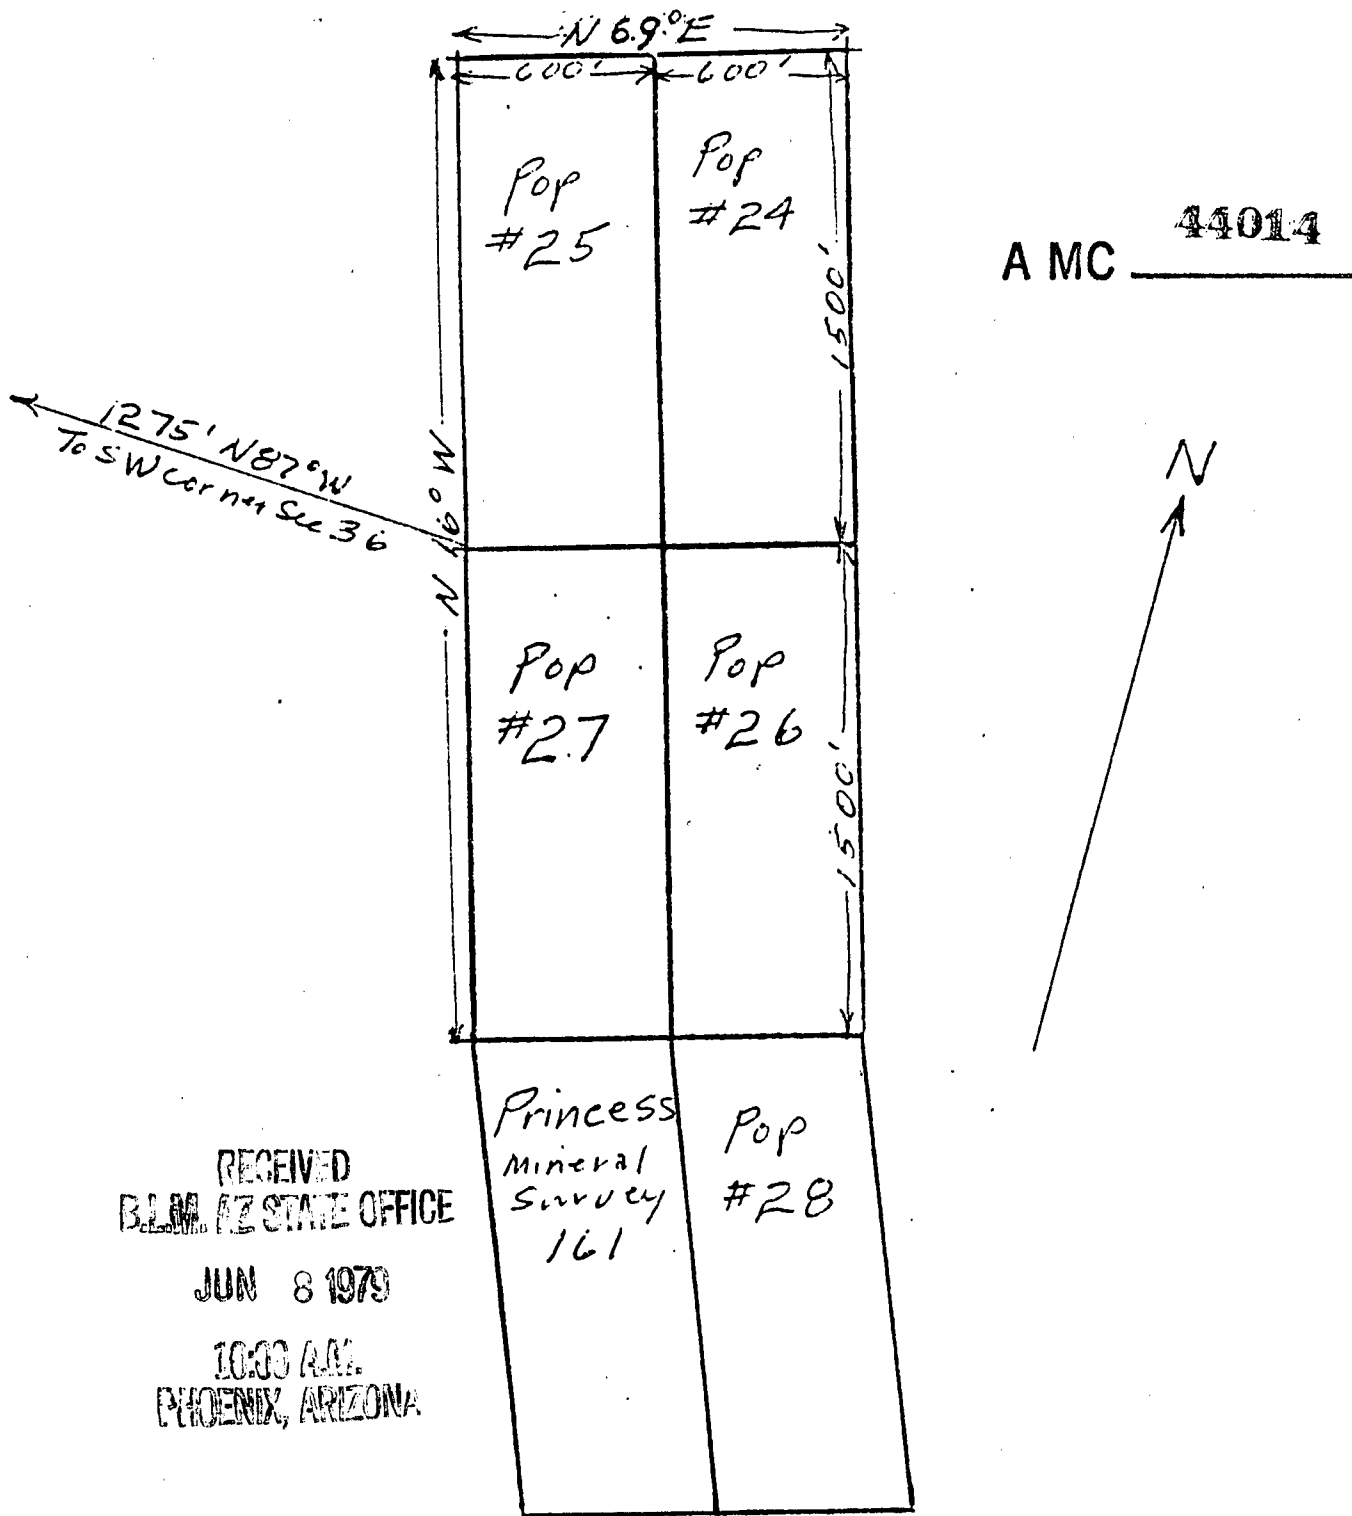 N 69° E
600' 600'
Pop
#25
Pop
#24
1500'
A MC 44014
1275' N87°W
To SW corner Sec 36
N 16° W
N
Pop
#27
Pop
#26
1500'
Princess
Mineral
Survey
161
Pop
#28
RECEIVED
B.L.M. AZ STATE OFFICE
JUN 8 1979
10:00 A.M.
PHOENIX, ARIZONA